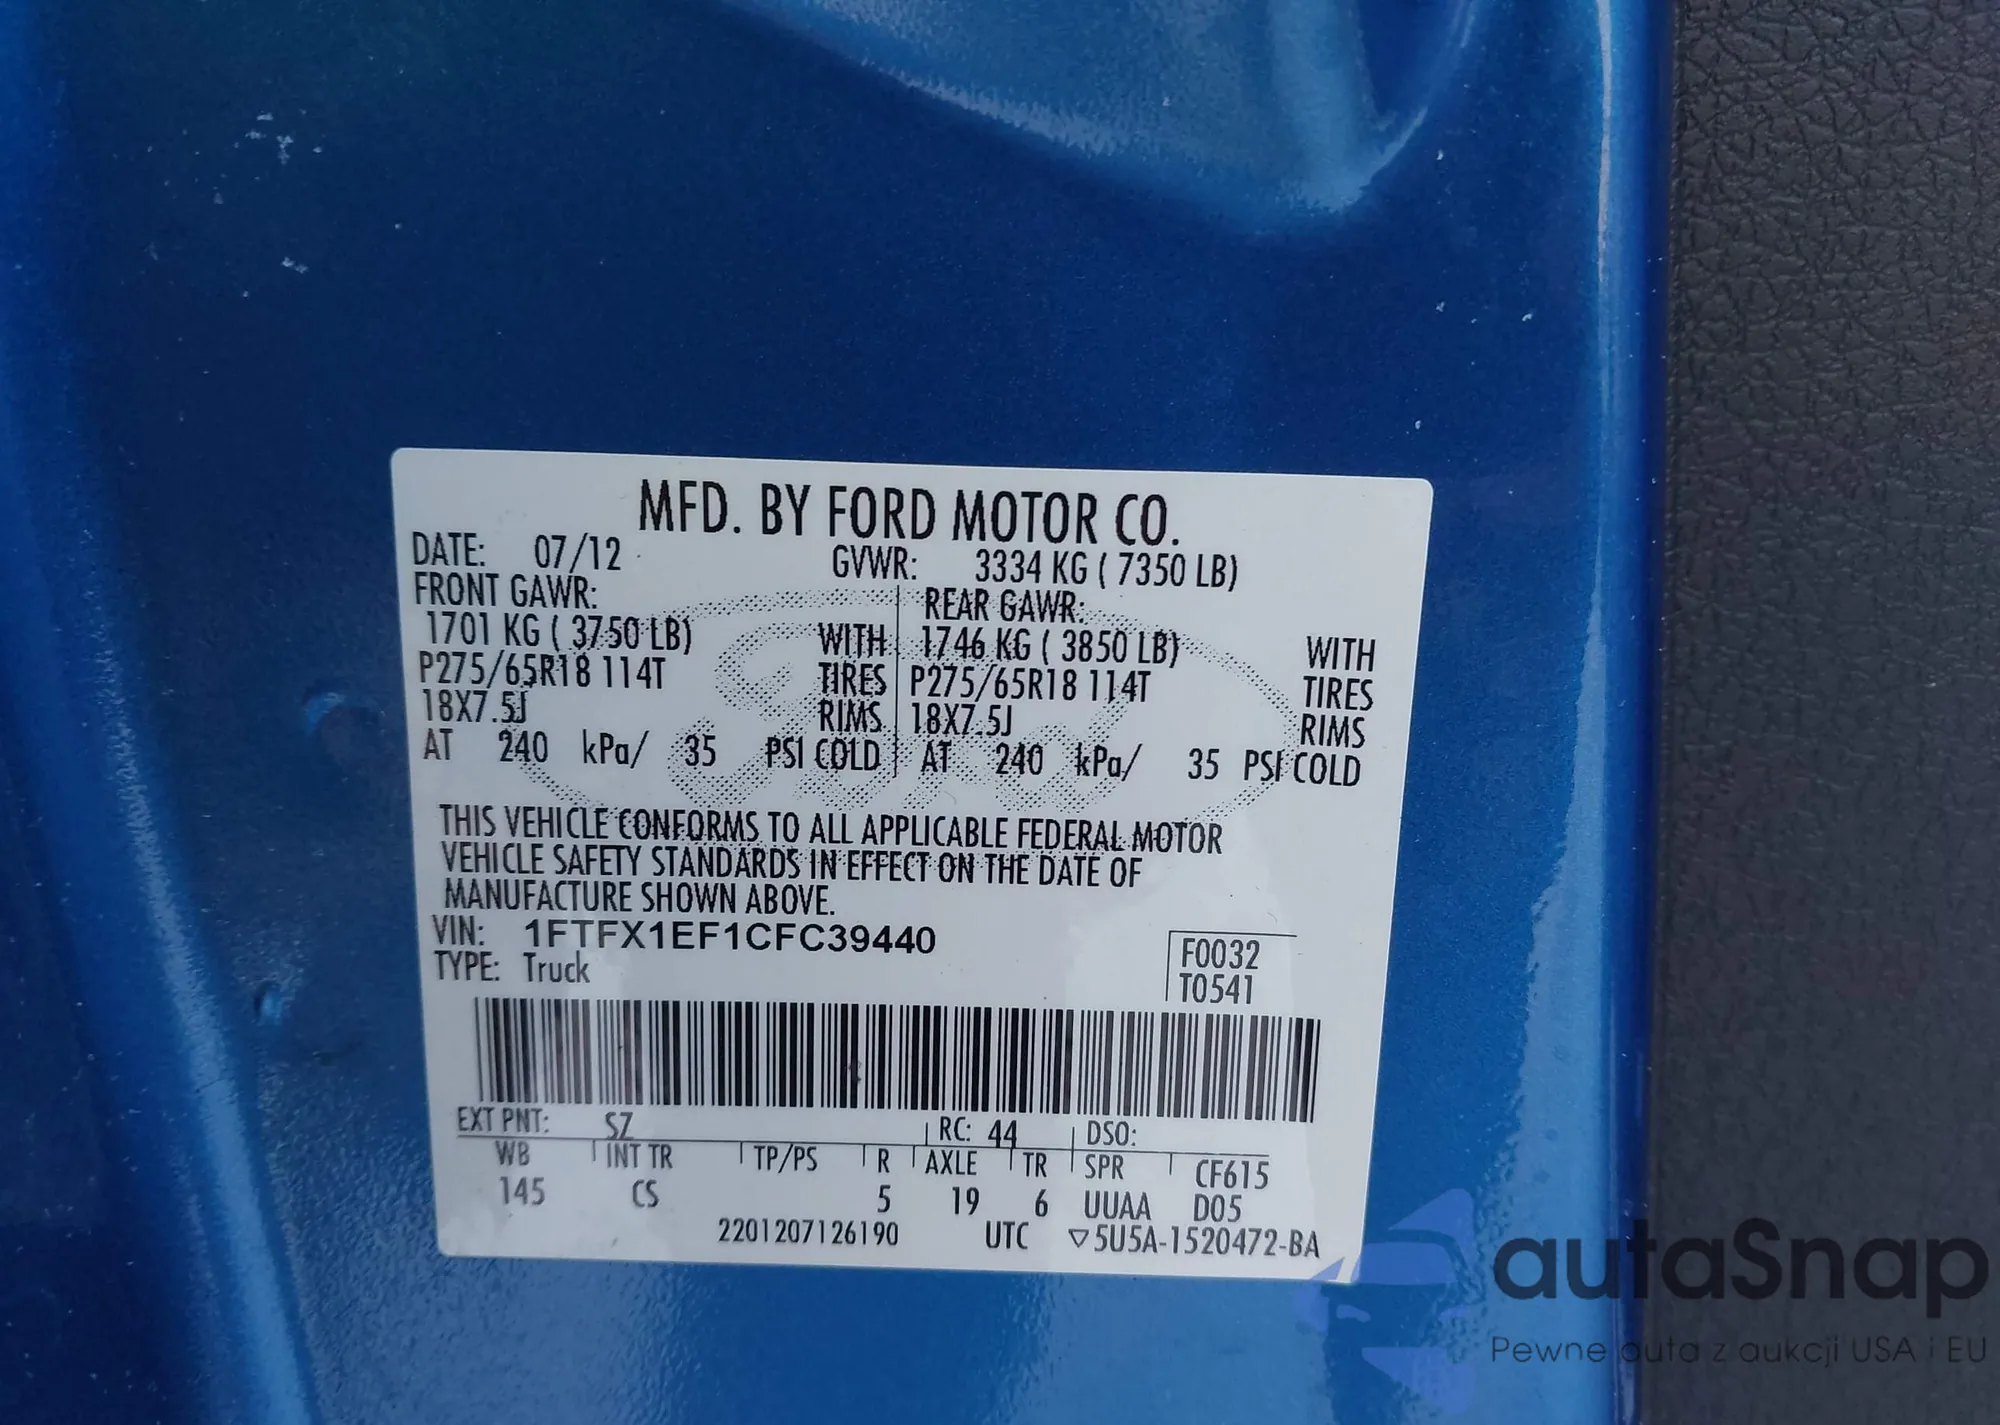 MFD. BY FORD MOTOR CO.
DATE: 07/12 GVWR: 3334 KG ( 7350 LB)
FRONT GAWR: REAR GAWR:
1701 KG ( 3750 LB) WITH 1746 KG ( 3850 LB) WITH
P275/65R18 114T TIRES P275/65R18 114T TIRES
18X7.5J RIMS 18X7.5J RIMS
AT 240 kPa/ 35 PSI COLD AT 240 kPa/ 35 PSI COLD
THIS VEHICLE CONFORMS TO ALL APPLICABLE FEDERAL MOTOR
VEHICLE SAFETY STANDARDS IN EFFECT ON THE DATE OF
MANUFACTURE SHOWN ABOVE.
VIN: 1FTFX1EF1CFC39440
F0032
TYPE: Truck
T0541
EXT PNT: SZ RC: 44 DSO:
WB INT TR TP/PS R AXLE TR SPR CF615
145 CS 5 19 6 UUAA D05
2201207126190 UTC ▽5U5A-1520472-BA
autaSnap
Pewne auta z aukcji USA i EU